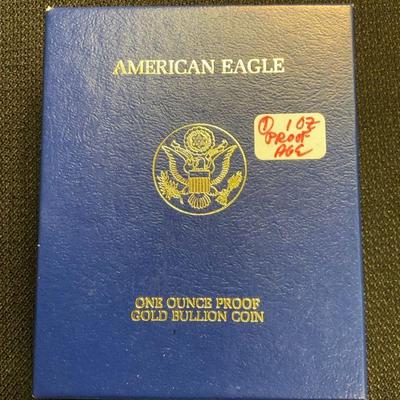 AMERICAN EAGLE
① 1 OZ
PROOF
AGE
ONE OUNCE PROOF
GOLD BULLION COIN